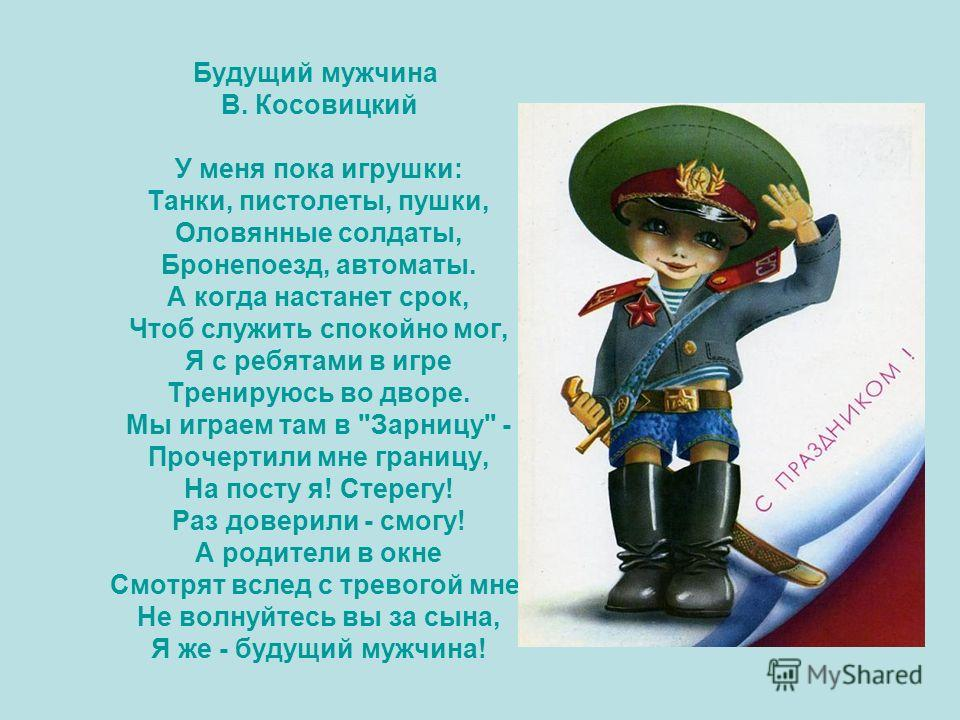 Будущий мужчина
В. Косовицкий
У меня пока игрушки:
Танки, пистолеты, пушки,
Оловянные солдаты,
Бронепоезд, автоматы.
А когда настанет срок,
Чтоб служить спокойно мог,
Я с ребятами в игре
Тренируюсь во дворе.
Мы играем там в "Зарницу" -
Прочертили мне границу,
На посту я! Стерегу!
Раз доверили - смогу!
А родители в окне
Смотрят вслед с тревогой мне
Не волнуйтесь вы за сына,
Я же - будущий мужчина!
СА
С ПРАЗДНИКОМ !
MyShared